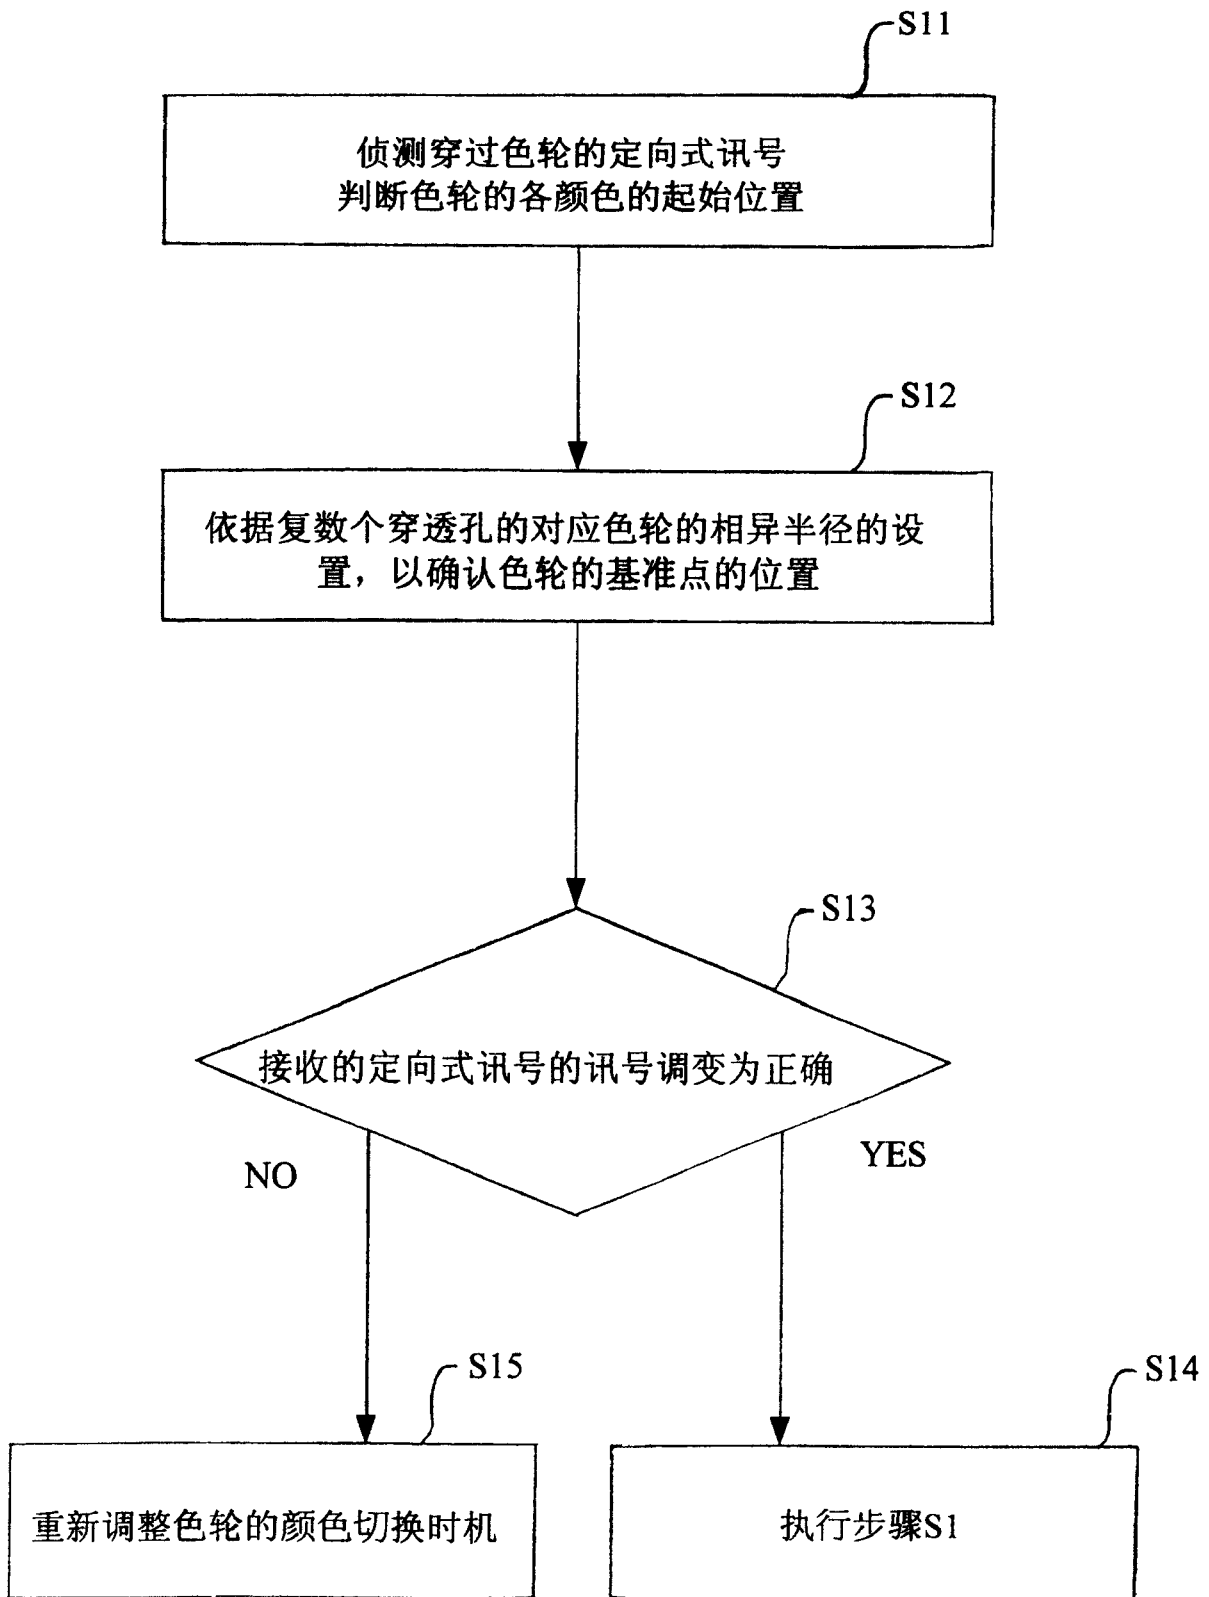 S11
侦测穿过色轮的定向式讯号
判断色轮的各颜色的起始位置
S12
依据复数个穿透孔的对应色轮的相异半径的设
置，以确认色轮的基准点的位置
S13
接收的定向式讯号的讯号调变为正确
NO
YES
S15
S14
重新调整色轮的颜色切换时机
执行步骤S1